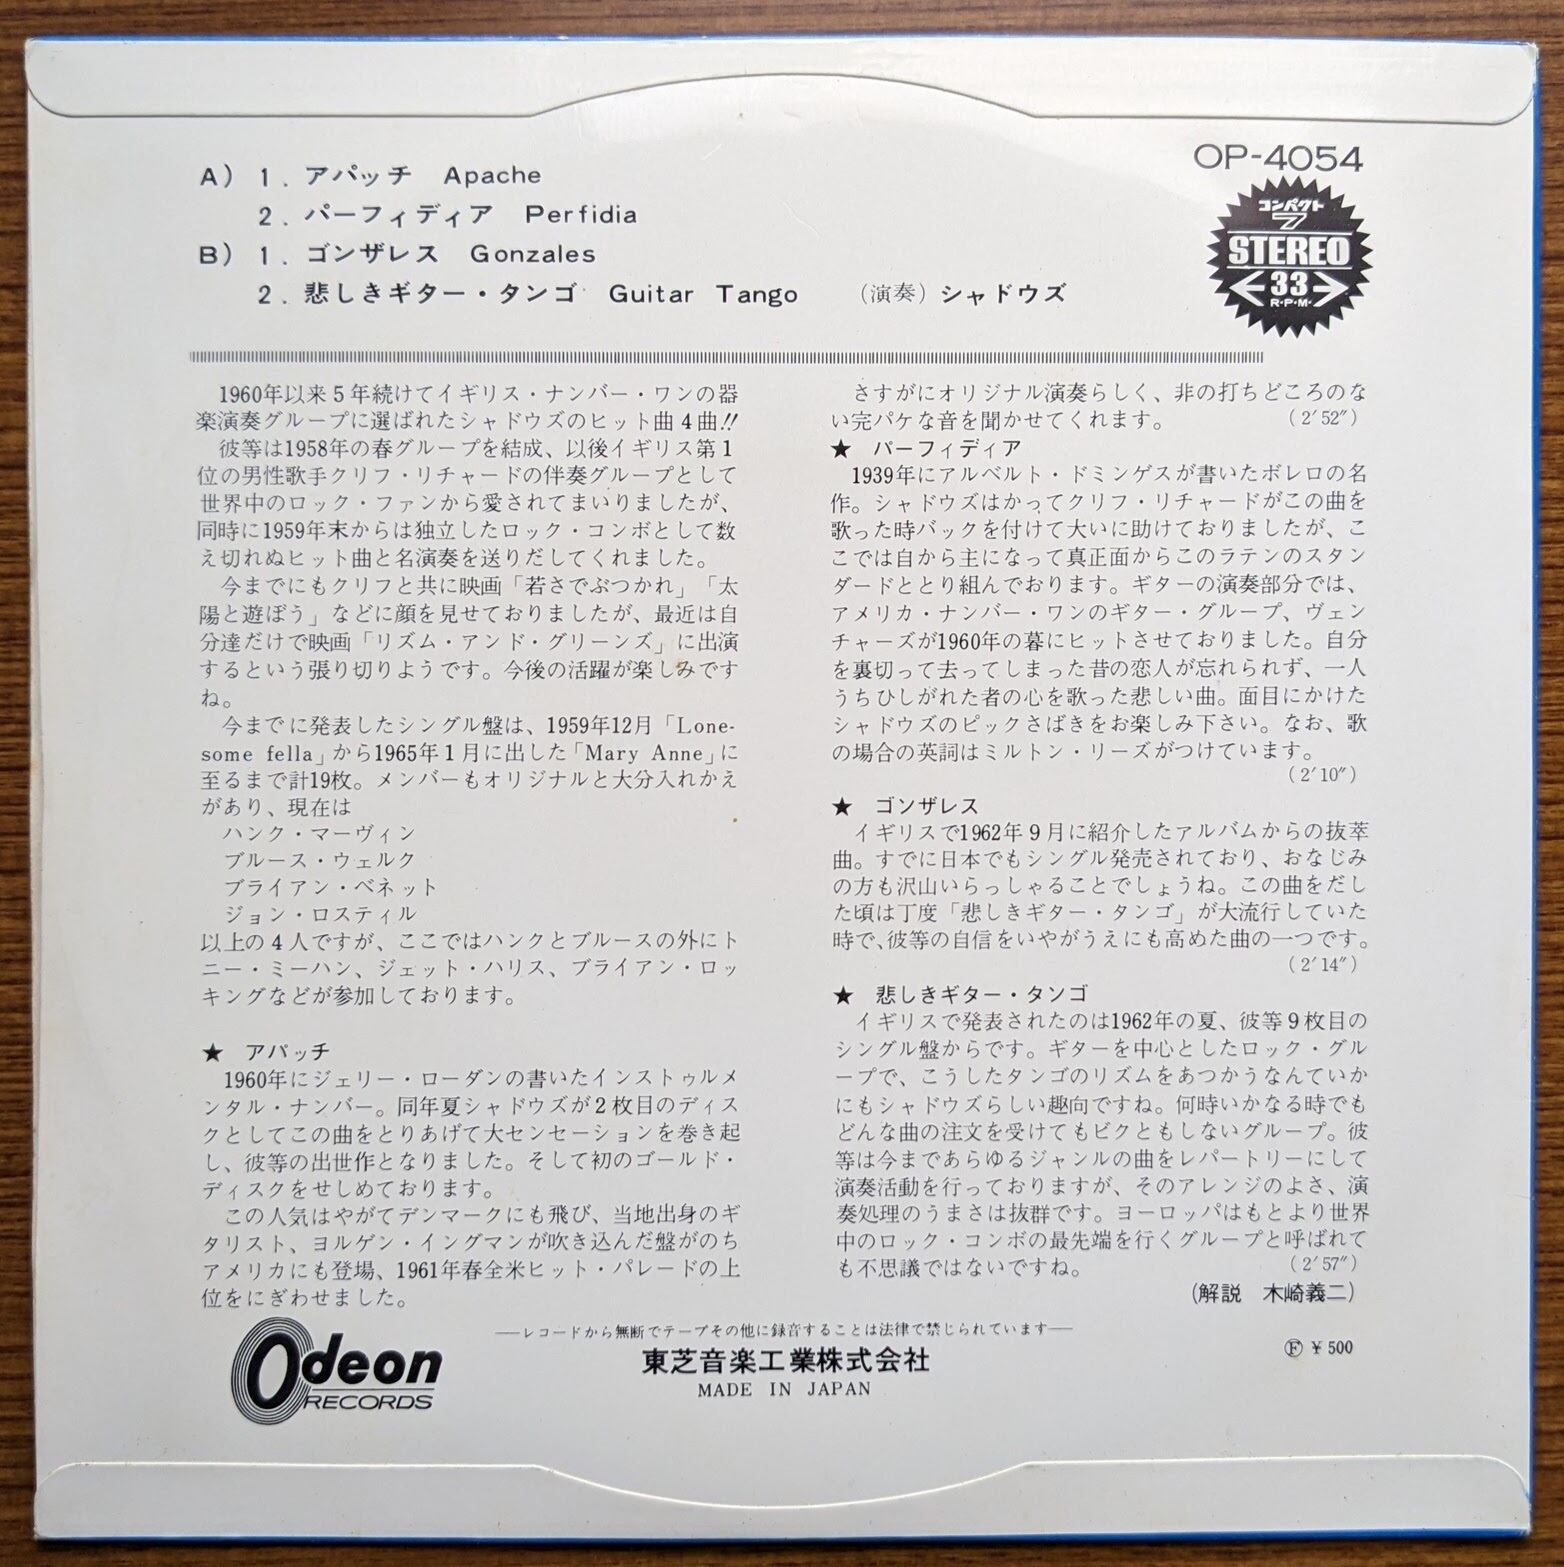 A) 1. アパッチ Apache
2. パーフィディア Perfidia
B) 1. ゴンザレス Gonzales
2. 悲しきギター・タンゴ Guitar Tango (演奏) シャドウズ
OP-4054
コンパクト
7
STEREO
33
R·P·M·
1960年以来5年続けてイギリス・ナンバー・ワンの器
楽演奏グループに選ばれたシャドウズのヒット曲4曲!!
彼等は1958年の春グループを結成、以後イギリス第1
位の男性歌手クリフ・リチャードの伴奏グループとして
世界中のロック・ファンから愛されてまいりましたが、
同時に1959年末からは独立したロック・コンボとして数
え切れぬヒット曲と名演奏を送りだしてくれました。
今までにもクリフと共に映画「若さでぶつかれ」「太
陽と遊ぼう」などに顔を見せておりましたが、最近は自
分達だけで映画「リズム・アンド・グリーンズ」に出演
するという張り切りようです。今後の活躍が楽しみです
ね。
今までに発表したシングル盤は、1959年12月「Lone-
some fella」から1965年1月に出した「Mary Anne」に
至るまで計19枚。メンバーもオリジナルと大分入れかえ
があり、現在は
ハンク・マーヴィン
ブルース・ウェルク
ブライアン・ベネット
ジョン・ロスティル
以上の4人ですが、ここではハンクとブルースの外にト
ニー・ミーハン、ジェット・ハリス、ブライアン・ロッ
キングなどが参加しております。
★ アパッチ
1960年にジェリー・ローダンの書いたインストゥルメ
ンタル・ナンバー。同年夏シャドウズが2枚目のディス
クとしてこの曲をとりあげて大センセーションを巻き起
し、彼等の出世作となりました。そして初のゴールド・
ディスクをせしめております。
この人気はやがてデンマークにも飛び、当地出身のギ
タリスト、ヨルゲン・イングマンが吹き込んだ盤がのち
アメリカにも登場、1961年春全米ヒット・パレードの上
位をにぎわせました。
さすがにオリジナル演奏らしく、非の打ちどころのな
い完パケな音を聞かせてくれます。 (2′52″)
★ パーフィディア
1939年にアルベルト・ドミンゲスが書いたボレロの名
作。シャドウズはかってクリフ・リチャードがこの曲を
歌った時バックを付けて大いに助けておりましたが、こ
こでは自から主になって真正面からこのラテンのスタン
ダードととり組んでおります。ギターの演奏部分では、
アメリカ・ナンバー・ワンのギター・グループ、ヴェン
チャーズが1960年の暮にヒットさせておりました。自分
を裏切って去ってしまった昔の恋人が忘れられず、一人
うちひしがれた者の心を歌った悲しい曲。面目にかけた
シャドウズのピックさばきをお楽しみ下さい。なお、歌
の場合の英詞はミルトン・リーズがつけています。
(2′10″)
★ ゴンザレス
イギリスで1962年9月に紹介したアルバムからの抜萃
曲。すでに日本でもシングル発売されており、おなじみ
の方も沢山いらっしゃることでしょうね。この曲をだし
た頃は丁度「悲しきギター・タンゴ」が大流行していた
時で、彼等の自信をいやがうえにも高めた曲の一つです。
(2′14″)
★ 悲しきギター・タンゴ
イギリスで発表されたのは1962年の夏、彼等9枚目の
シングル盤からです。ギターを中心としたロック・グル
ープで、こうしたタンゴのリズムをあつかうなんていか
にもシャドウズらしい趣向ですね。何時いかなる時でも
どんな曲の注文を受けてもビクともしないグループ。彼
等は今まであらゆるジャンルの曲をレパートリーにして
演奏活動を行っておりますが、そのアレンジのよさ、演
奏処理のうまさは抜群です。ヨーロッパはもとより世界
中のロック・コンボの最先端を行くグループと呼ばれて
も不思議ではないですね。 (2′57″)
(解説 木崎義二)
Odeon
RECORDS
—レコードから無断でテープその他に録音することは法律で禁じられています—
東芝音楽工業株式会社
MADE IN JAPAN
Ⓕ ¥500